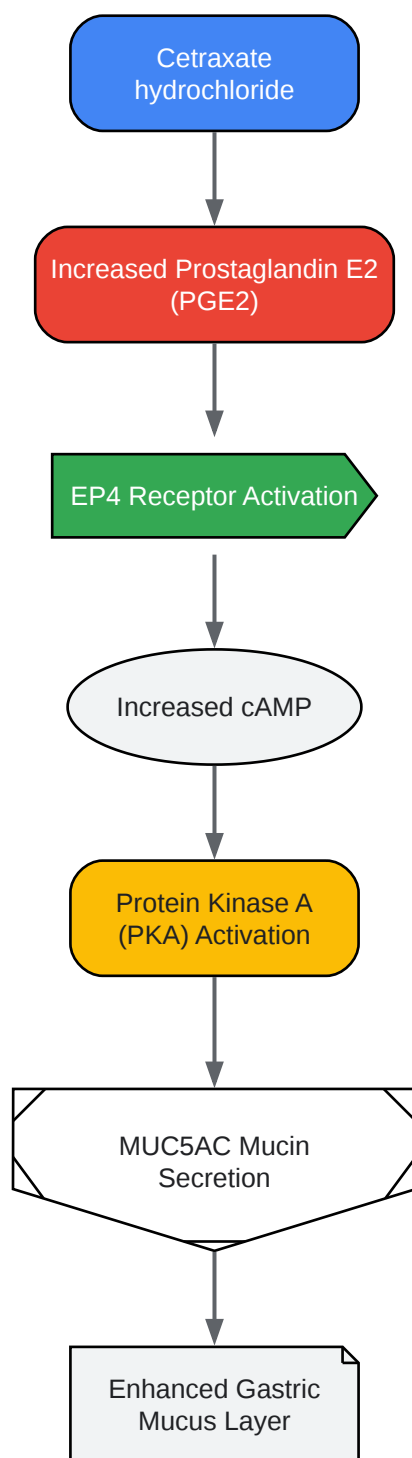 Cetraxate
hydrochloride
Increased Prostaglandin E2
(PGE2)
EP4 Receptor Activation
Increased cAMP
Protein Kinase A
(PKA) Activation
MUC5AC Mucin
Secretion
Enhanced Gastric
Mucus Layer